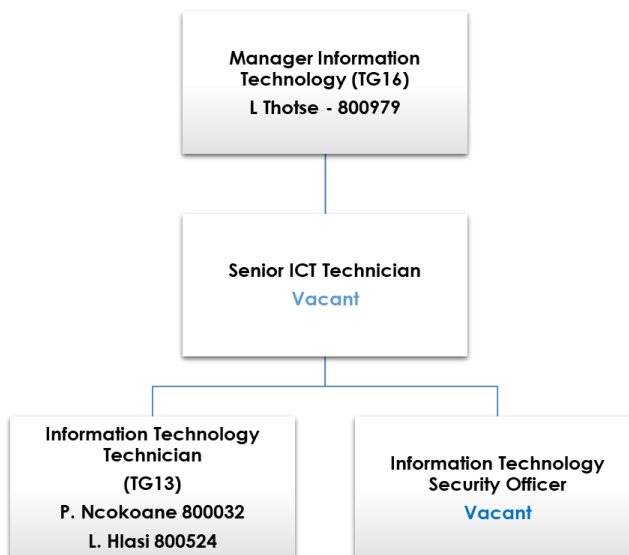 Manager Information
Technology (TG16)
L Thotse - 800979
Senior ICT Technician
Vacant
Information Technology
Technician
(TG13)
P. Ncokoane 800032
L. Hlasi 800524
Information Technology
Security Officer
Vacant